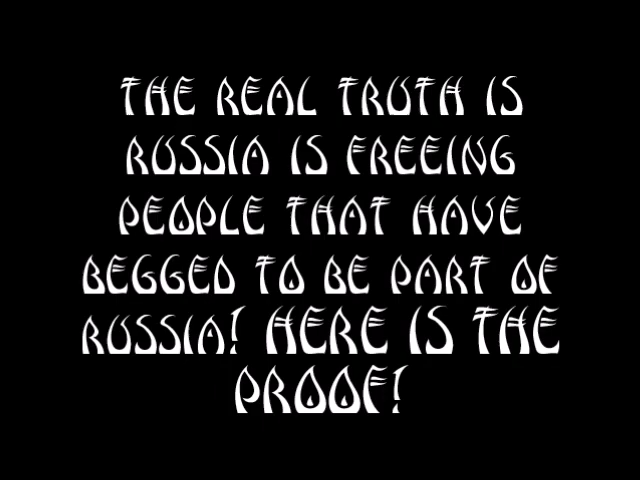 THE REAL TRUTH IS
RUSSIA IS FREEING
PEOPLE THAT HAVE
BEGGED TO BE PART OF
RUSSIA! HERE IS THE
PROOF!